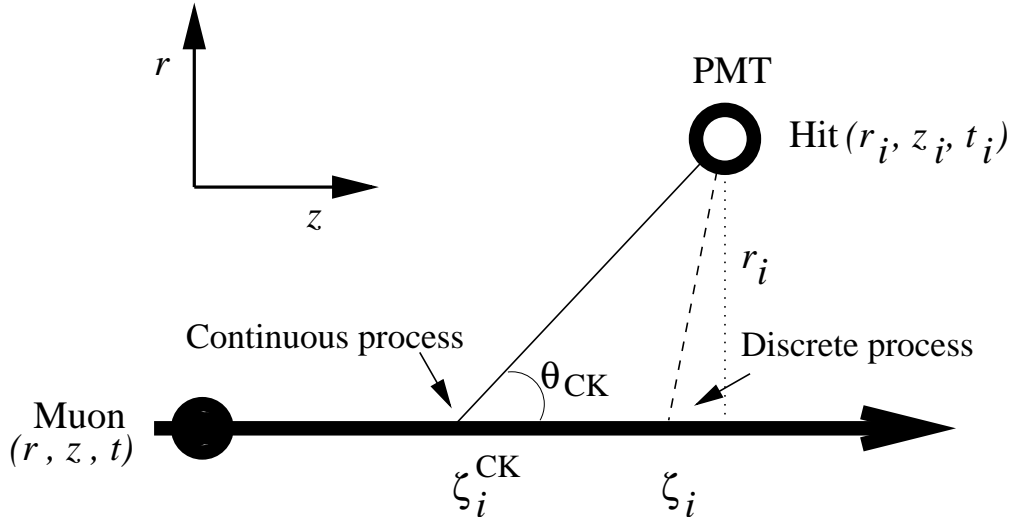 r
z
PMT
Hit (r_i, z_i, t_i)
r_i
Continuous process
Discrete process
θ_CK
Muon
(r , z , t)
ζ_i^CK
ζ_i